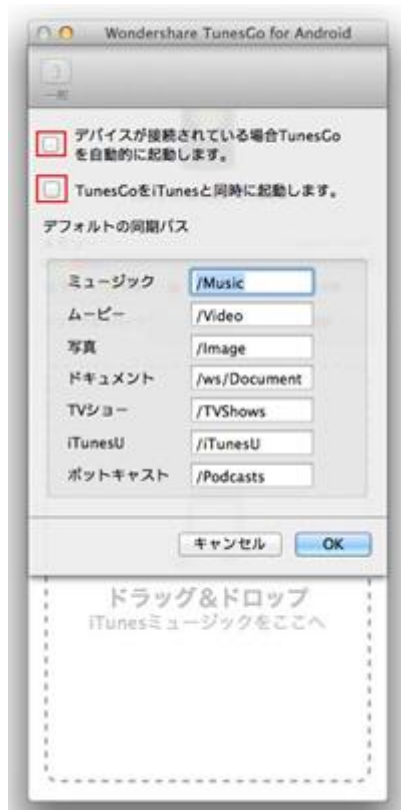 Wondershare TunesGo for Android
一般
デバイスが接続されている場合TunesGo
を自動的に起動します。
TunesGoをiTunesと同時に起動します。
デフォルトの同期パス
ミュージック /Music
ムービー /Video
写真 /Image
ドキュメント /ws/Document
TVショー /TVShows
iTunesU /iTunesU
ポットキャスト /Podcasts
キャンセル OK
ドラッグ&ドロップ
iTunesミュージックをここへ